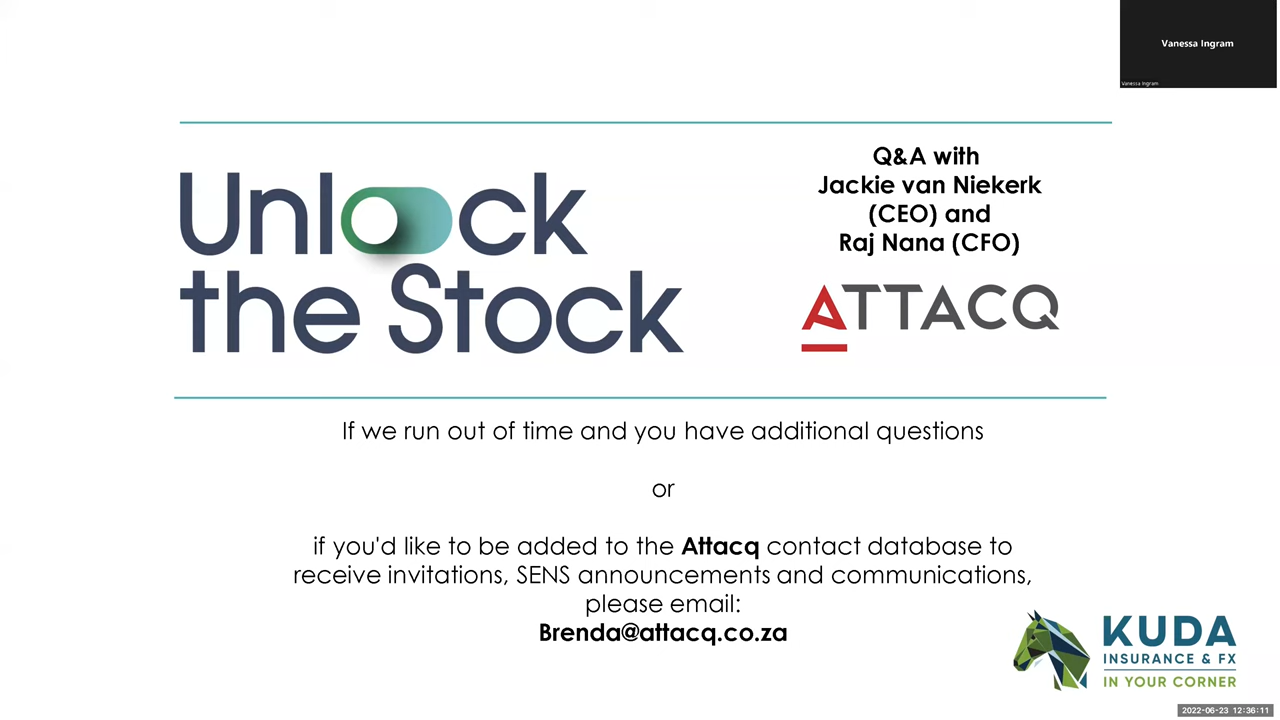 Vanessa Ingram
Vanessa Ingram
Unlock
the Stock
Q&A with
Jackie van Niekerk
(CEO) and
Raj Nana (CFO)
ATTACQ
If we run out of time and you have additional questions
or
if you'd like to be added to the Attacq contact database to
receive invitations, SENS announcements and communications,
please email:
Brenda@attacq.co.za
KUDA
INSURANCE & FX
IN YOUR CORNER
2022-06-23 12:36:11